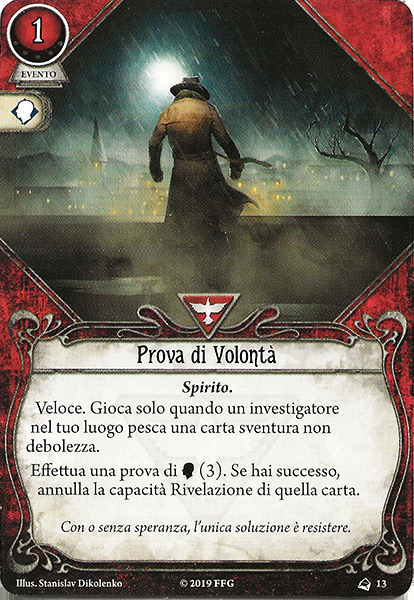 1
EVENTO
Prova di Volontà
Spirito.
Veloce. Gioca solo quando un investigatore
nel tuo luogo pesca una carta sventura non
debolezza.
Effettua una prova di (3). Se hai successo,
annulla la capacità Rivelazione di quella carta.
Con o senza speranza, l'unica soluzione è resistere.
Illus. Stanislav Dikolenko © 2019 FFG 13